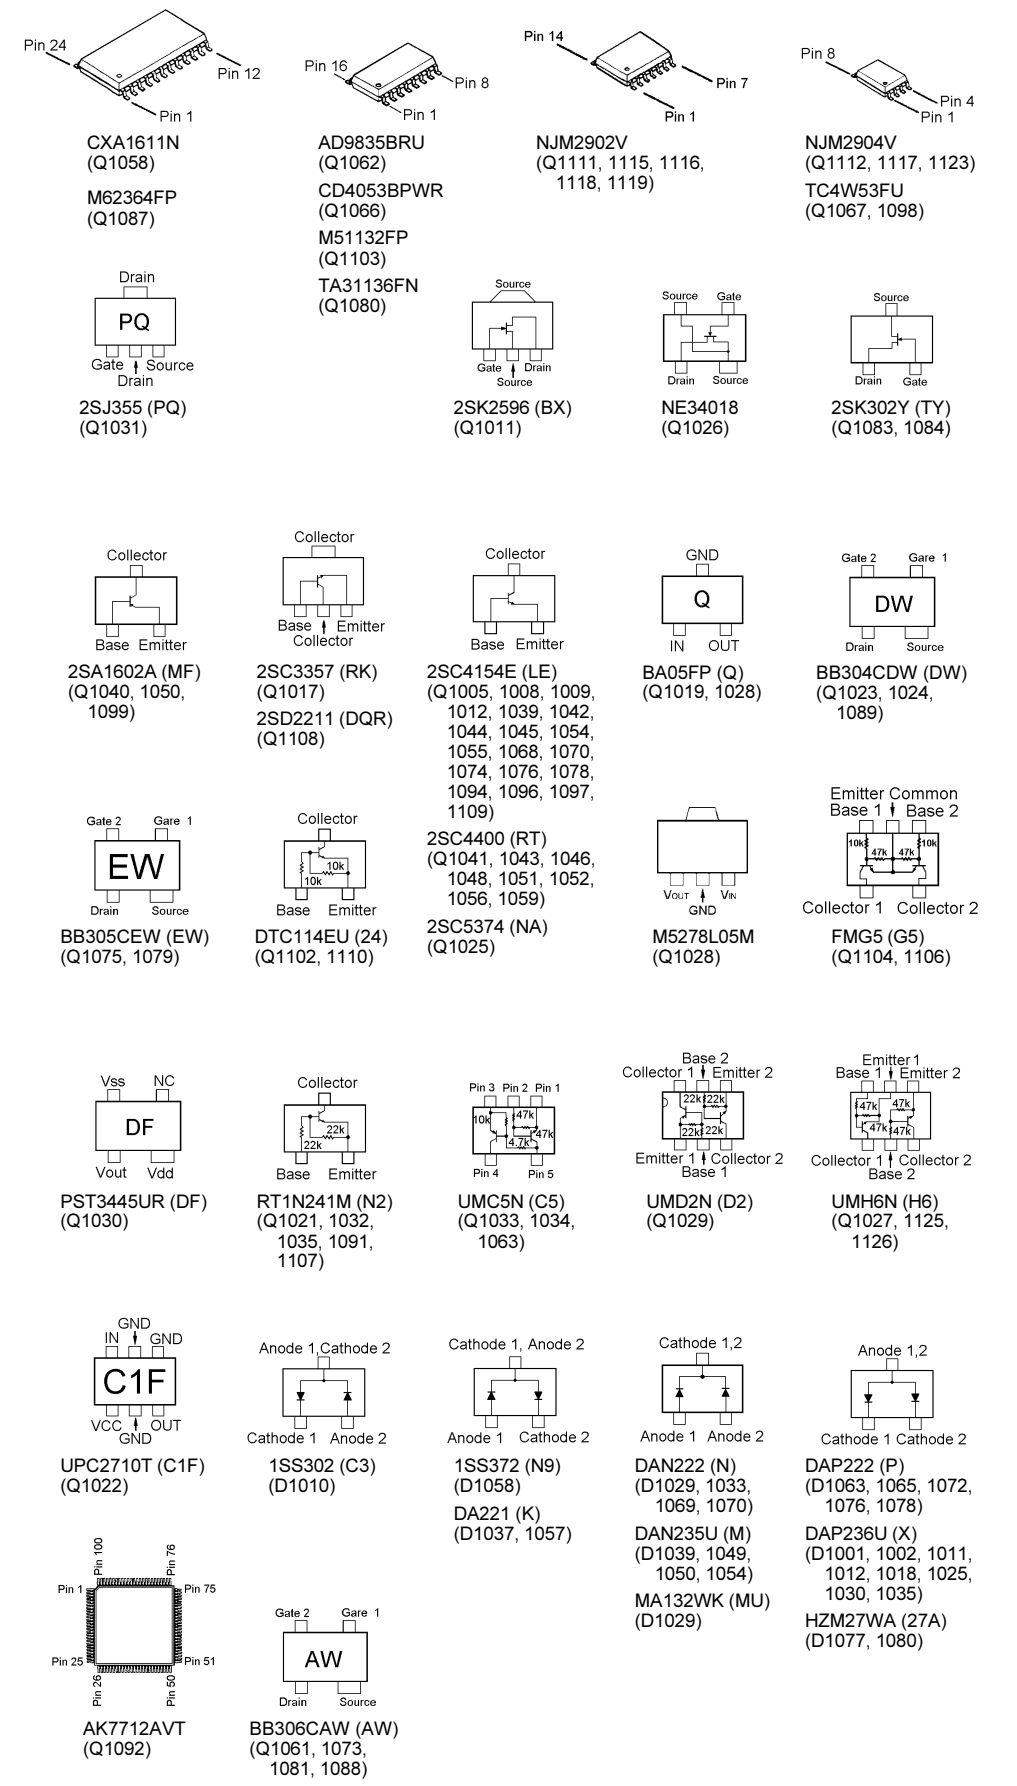 Pin 24
Pin 12
Pin 1
CXA1611N
(Q1058)
M62364FP
(Q1087)
Pin 16
Pin 8
Pin 1
AD9835BRU
(Q1062)
CD4053BPWR
(Q1066)
M51132FP
(Q1103)
TA31136FN
(Q1080)
Pin 14
Pin 7
Pin 1
NJM2902V
(Q1111, 1115, 1116,
1118, 1119)
Pin 8
Pin 4
Pin 1
NJM2904V
(Q1112, 1117, 1123)
TC4W53FU
(Q1067, 1098)
Drain
PQ
Gate Source
Drain
2SJ355 (PQ)
(Q1031)
Source
Gate Drain
Source
2SK2596 (BX)
(Q1011)
Source Gate
Drain Source
NE34018
(Q1026)
Source
Drain Gate
2SK302Y (TY)
(Q1083, 1084)
Collector
Base Emitter
2SA1602A (MF)
(Q1040, 1050,
1099)
Collector
Base Emitter
Collector
2SC3357 (RK)
(Q1017)
2SD2211 (DQR)
(Q1108)
Collector
Base Emitter
2SC4154E (LE)
(Q1005, 1008, 1009,
1012, 1039, 1042,
1044, 1045, 1054,
1055, 1068, 1070,
1074, 1076, 1078,
1094, 1096, 1097,
1109)
2SC4400 (RT)
(Q1041, 1043, 1046,
1048, 1051, 1052,
1056, 1059)
2SC5374 (NA)
(Q1025)
GND
Q
IN OUT
BA05FP (Q)
(Q1019, 1028)
Gate 2 Gare 1
DW
Drain Source
BB304CDW (DW)
(Q1023, 1024,
1089)
Gate 2 Gare 1
EW
Drain Source
BB305CEW (EW)
(Q1075, 1079)
Collector
10k
10k
Base Emitter
DTC114EU (24)
(Q1102, 1110)
VOUT VIN
GND
M5278L05M
(Q1028)
Emitter Common
Base 1 Base 2
10k 10k
47k 47k
Collector 1 Collector 2
FMG5 (G5)
(Q1104, 1106)
Vss NC
DF
Vout Vdd
PST3445UR (DF)
(Q1030)
Collector
22k
22k
Base Emitter
RT1N241M (N2)
(Q1021, 1032,
1035, 1091,
1107)
Pin 3 Pin 2 Pin 1
10k 47k
47k
4.7k
Pin 4 Pin 5
UMC5N (C5)
(Q1033, 1034,
1063)
Base 2
Collector 1 Emitter 2
22k 22k
22k 22k
Emitter 1 Collector 2
Base 1
UMD2N (D2)
(Q1029)
Emitter 1
Base 1 Emitter 2
47k 47k
47k 47k
Collector 1 Collector 2
Base 2
UMH6N (H6)
(Q1027, 1125,
1126)
GND
IN GND
C1F
VCC OUT
GND
UPC2710T (C1F)
(Q1022)
Anode 1,Cathode 2
Cathode 1 Anode 2
1SS302 (C3)
(D1010)
Cathode 1, Anode 2
Anode 1 Cathode 2
1SS372 (N9)
(D1058)
DA221 (K)
(D1037, 1057)
Cathode 1,2
Anode 1 Anode 2
DAN222 (N)
(D1029, 1033,
1069, 1070)
DAN235U (M)
(D1039, 1049,
1050, 1054)
MA132WK (MU)
(D1029)
Anode 1,2
Cathode 1 Cathode 2
DAP222 (P)
(D1063, 1065, 1072,
1076, 1078)
DAP236U (X)
(D1001, 1002, 1011,
1012, 1018, 1025,
1030, 1035)
HZM27WA (27A)
(D1077, 1080)
Pin 100
Pin 76
Pin 1
Pin 75
Pin 25
Pin 51
Pin 26
Pin 50
AK7712AVT
(Q1092)
Gate 2 Gare 1
AW
Drain Source
BB306CAW (AW)
(Q1061, 1073,
1081, 1088)